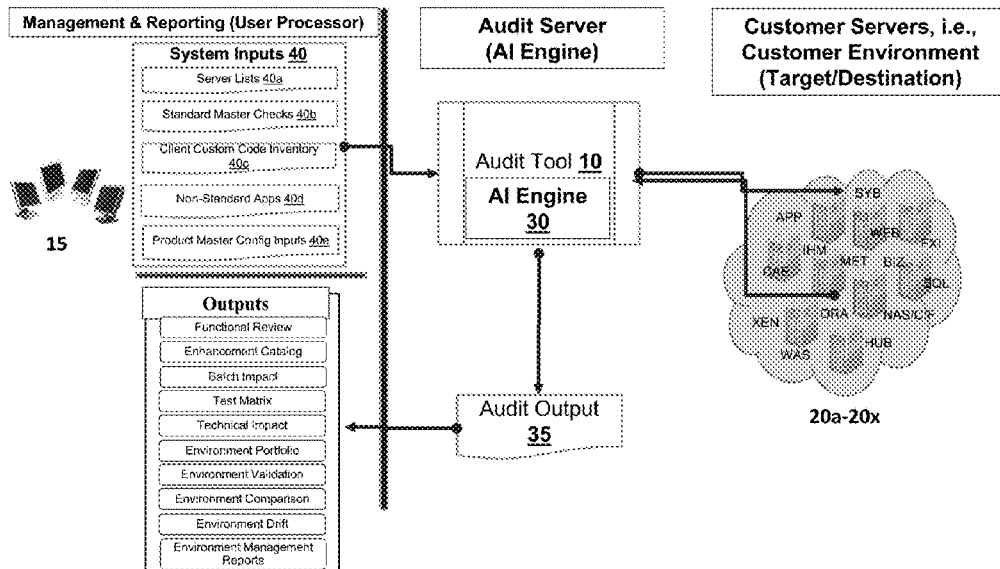 Management & Reporting (User Processor)
System Inputs 40
Server Lists 40a
Standard Master Checks 40b
Client Custom Code Inventory
40c
Non-Standard Apps 40d
Product Master Config Inputs 40e
15
Outputs
Functional Review
Enhancement Catalog
Batch Impact
Test Matrix
Technical Impact
Environment Portfolio
Environment Validation
Environment Comparison
Environment Drift
Environment Management
Reports
Audit Server
(AI Engine)
Audit Tool 10
AI Engine
30
Audit Output
35
Customer Servers, i.e.,
Customer Environment
(Target/Destination)
SYB
APP
WEB
IHM
MET
BIZ
SQL
ORA
XEN
WAS
HUB
20a-20x